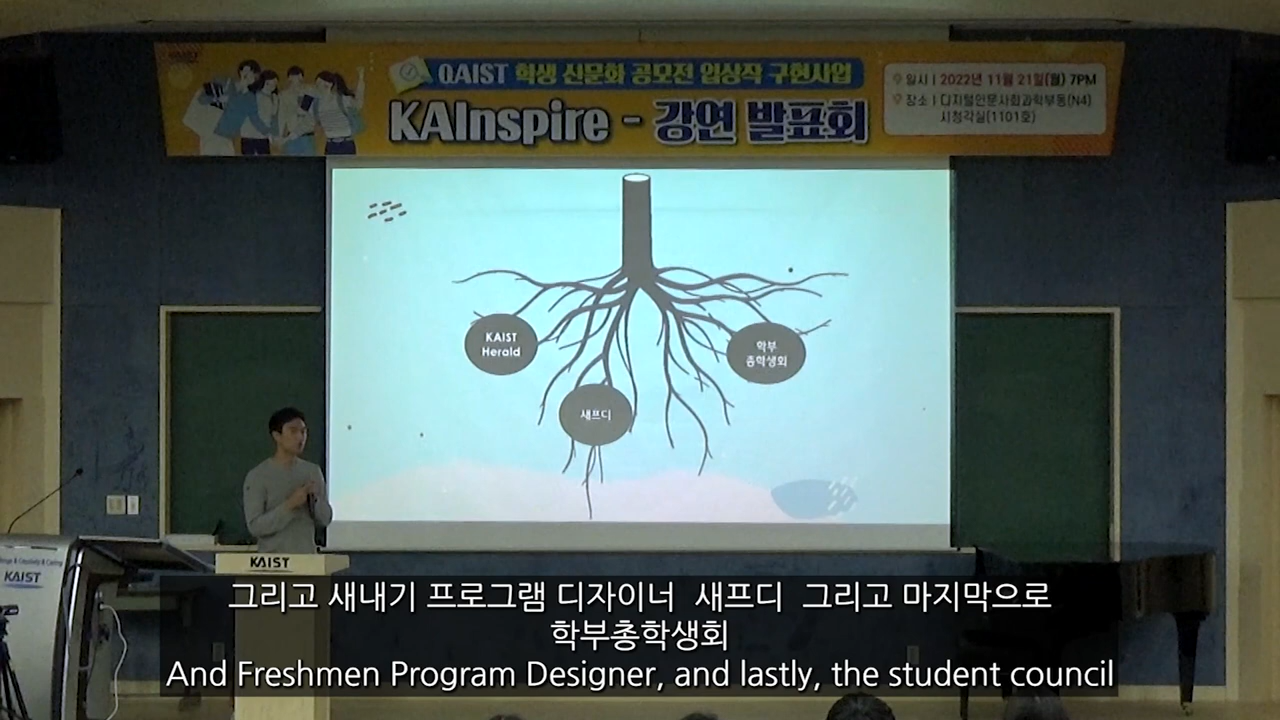 KAIST
QAIST 학생 신문화 공모전 입상작 구현사업
KAInspire - 강연 발표회
일시 | 2022년 11월 21일(월) 7PM
장소 | 디지털인문사회과학부동(N4)
시청각실(1101호)
KAIST
Herald
새프디
학부
총학생회
KAIST
KAIST
그리고 새내기 프로그램 디자이너 새프디 그리고 마지막으로
학부총학생회
And Freshmen Program Designer, and lastly, the student council